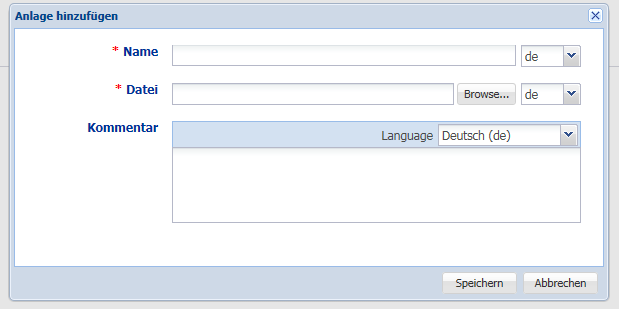 Anlage hinzufügen
* Name de
* Datei Browse... de
Kommentar Language Deutsch (de)
Speichern Abbrechen